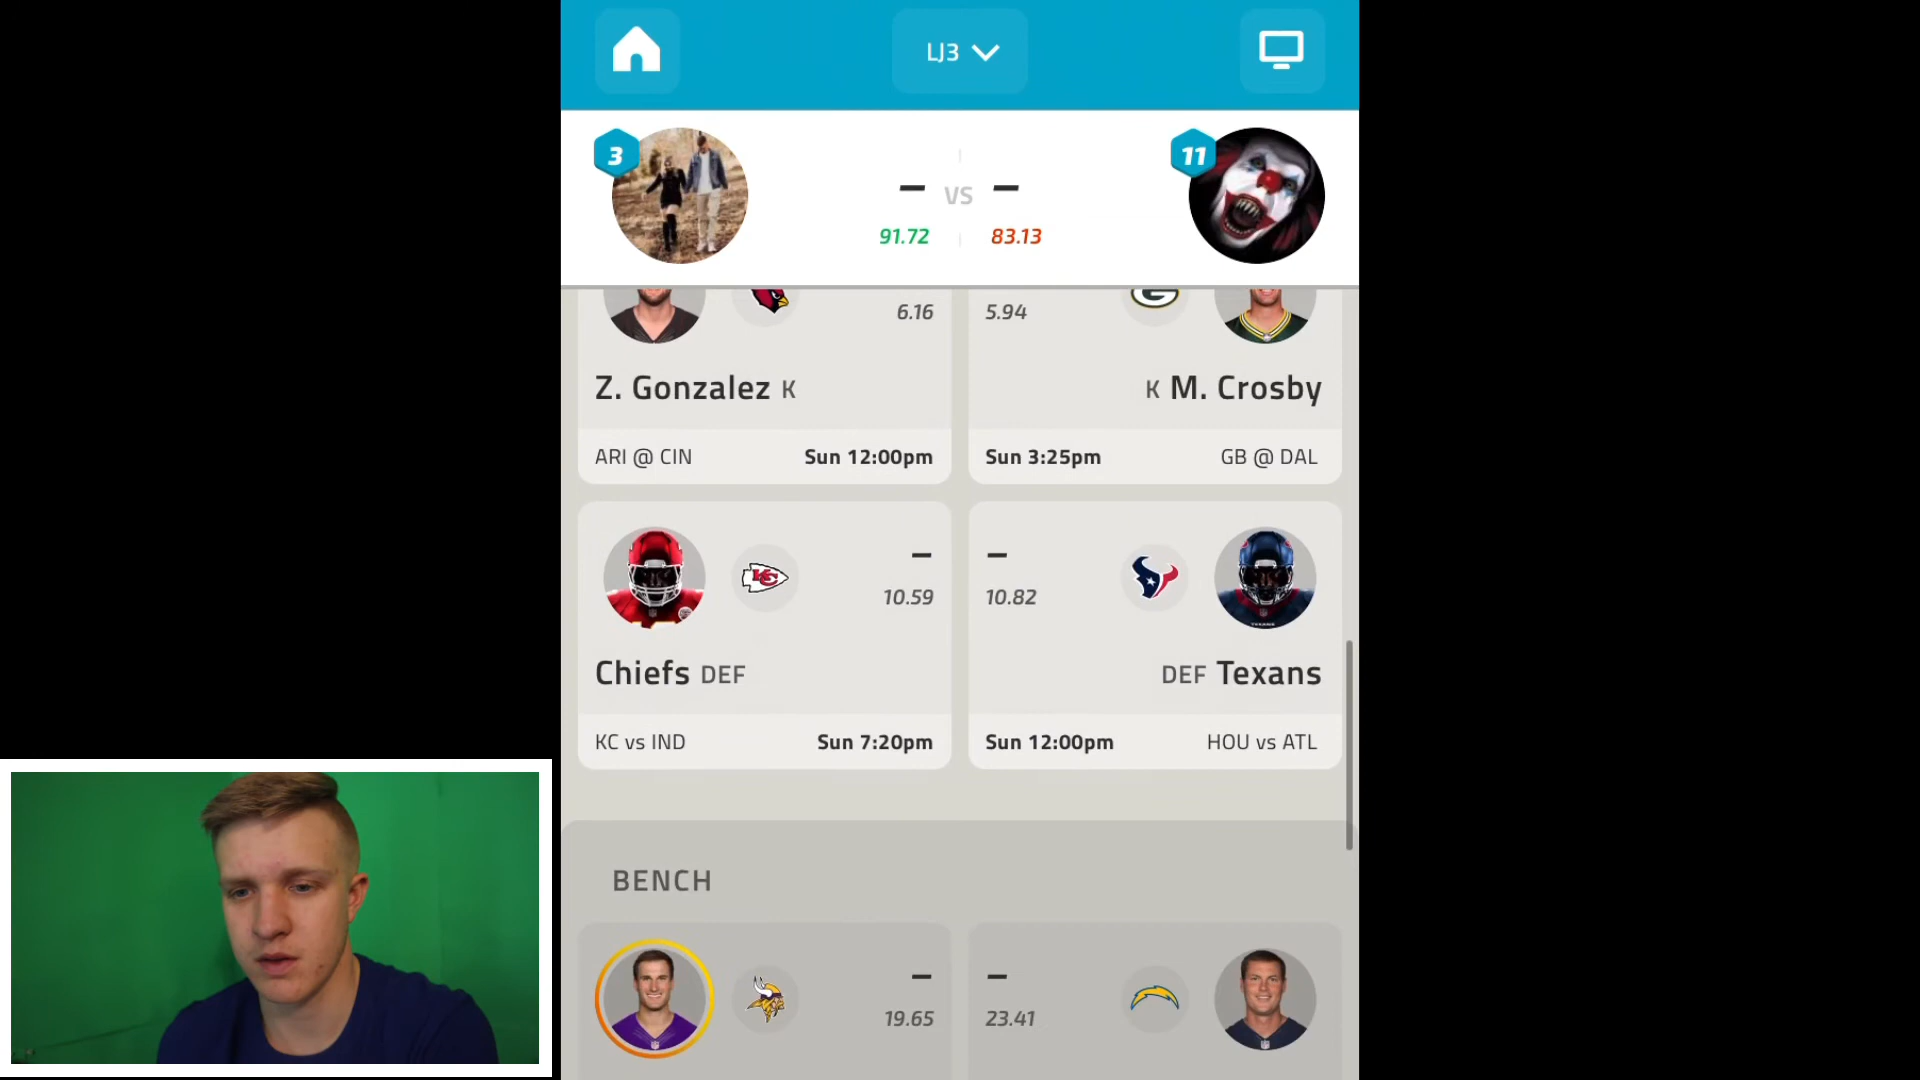 LJ3
3
11
– VS –
91.72 83.13
6.16 5.94
Z. Gonzalez K
K M. Crosby
ARI @ CIN Sun 12:00pm
Sun 3:25pm GB @ DAL
– –
10.59 10.82
Chiefs DEF
DEF Texans
KC vs IND Sun 7:20pm
Sun 12:00pm HOU vs ATL
BENCH
– –
19.65 23.41